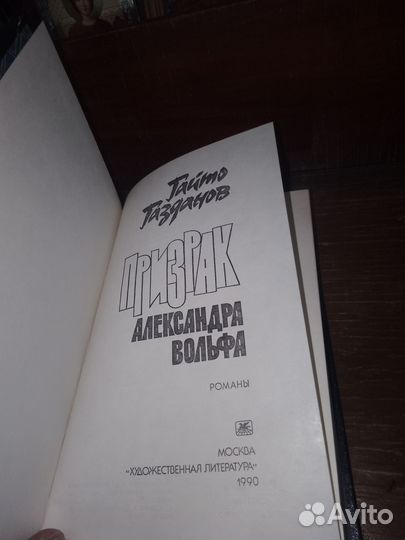 Гайто
Газданов
ПРИЗРАК
АЛЕКСАНДРА
ВОЛЬФА
РОМАНЫ
МОСКВА
"ХУДОЖЕСТВЕННАЯ ЛИТЕРАТУРА"
1990
Avito